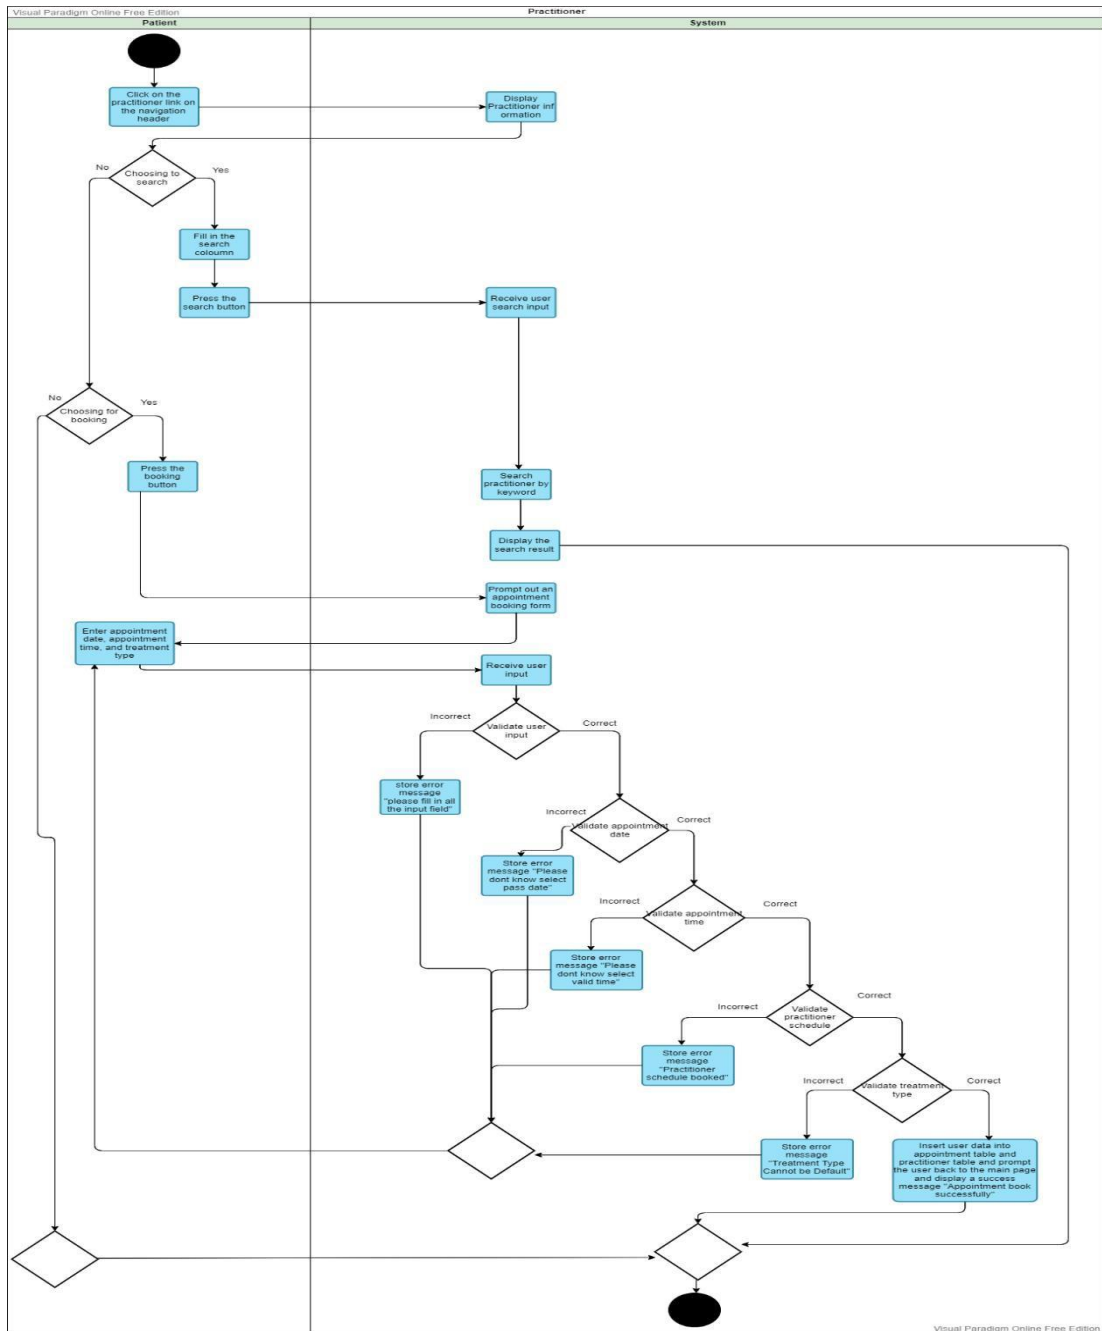 Visual Paradigm Online Free Edition
Practitioner
Patient
System
Click on the
practitioner link on
the navigation
header
Display
Practitioner inf
ormation
No
Choosing to
search
Yes
Fill in the
search
coloumn
Press the
search button
Receive user
search input
No
Choosing for
booking
Yes
Press the
booking
button
Search
practitioner by
keyword
Display the
search result
Prompt out an
appointment
booking form
Enter appointment
date, appointment
time, and treatment
type
Receive user
input
Incorrect
Validate user
input
Correct
store error
message
"please fill in all
the input field"
Incorrect
Validate appointment
date
Correct
Store error
message "Please
dont know select
pass date"
Incorrect
Validate appointment
time
Correct
Store error
message "Please
dont know select
valid time"
Incorrect
Validate
practitioner
schedule
Correct
Store error
message
"Practitioner
schedule booked"
Incorrect
Validate treatment
type
Correct
Store error
message
"Treatment Type
Cannot be Default"
Insert user data into
appointment table and
practitioner table and prompt
the user back to the main page
and display a success
message "Appointment book
successfully"
Visual Paradigm Online Free Edition